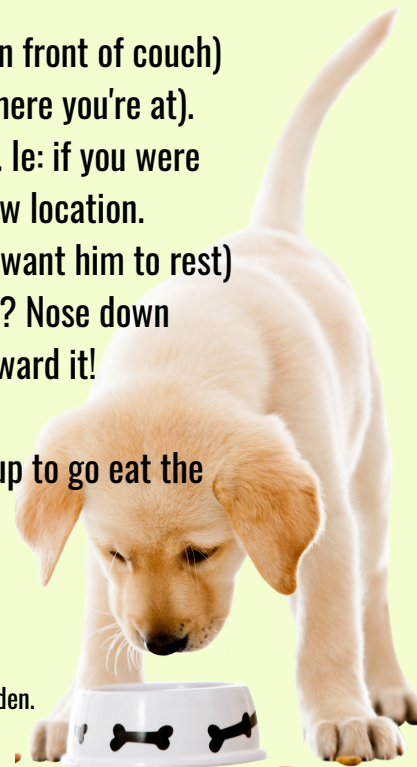 n front of couch)
here you're at).
. Ie: if you were
w location.
want him to rest)
? Nose down
ward it!
up to go eat the
den.